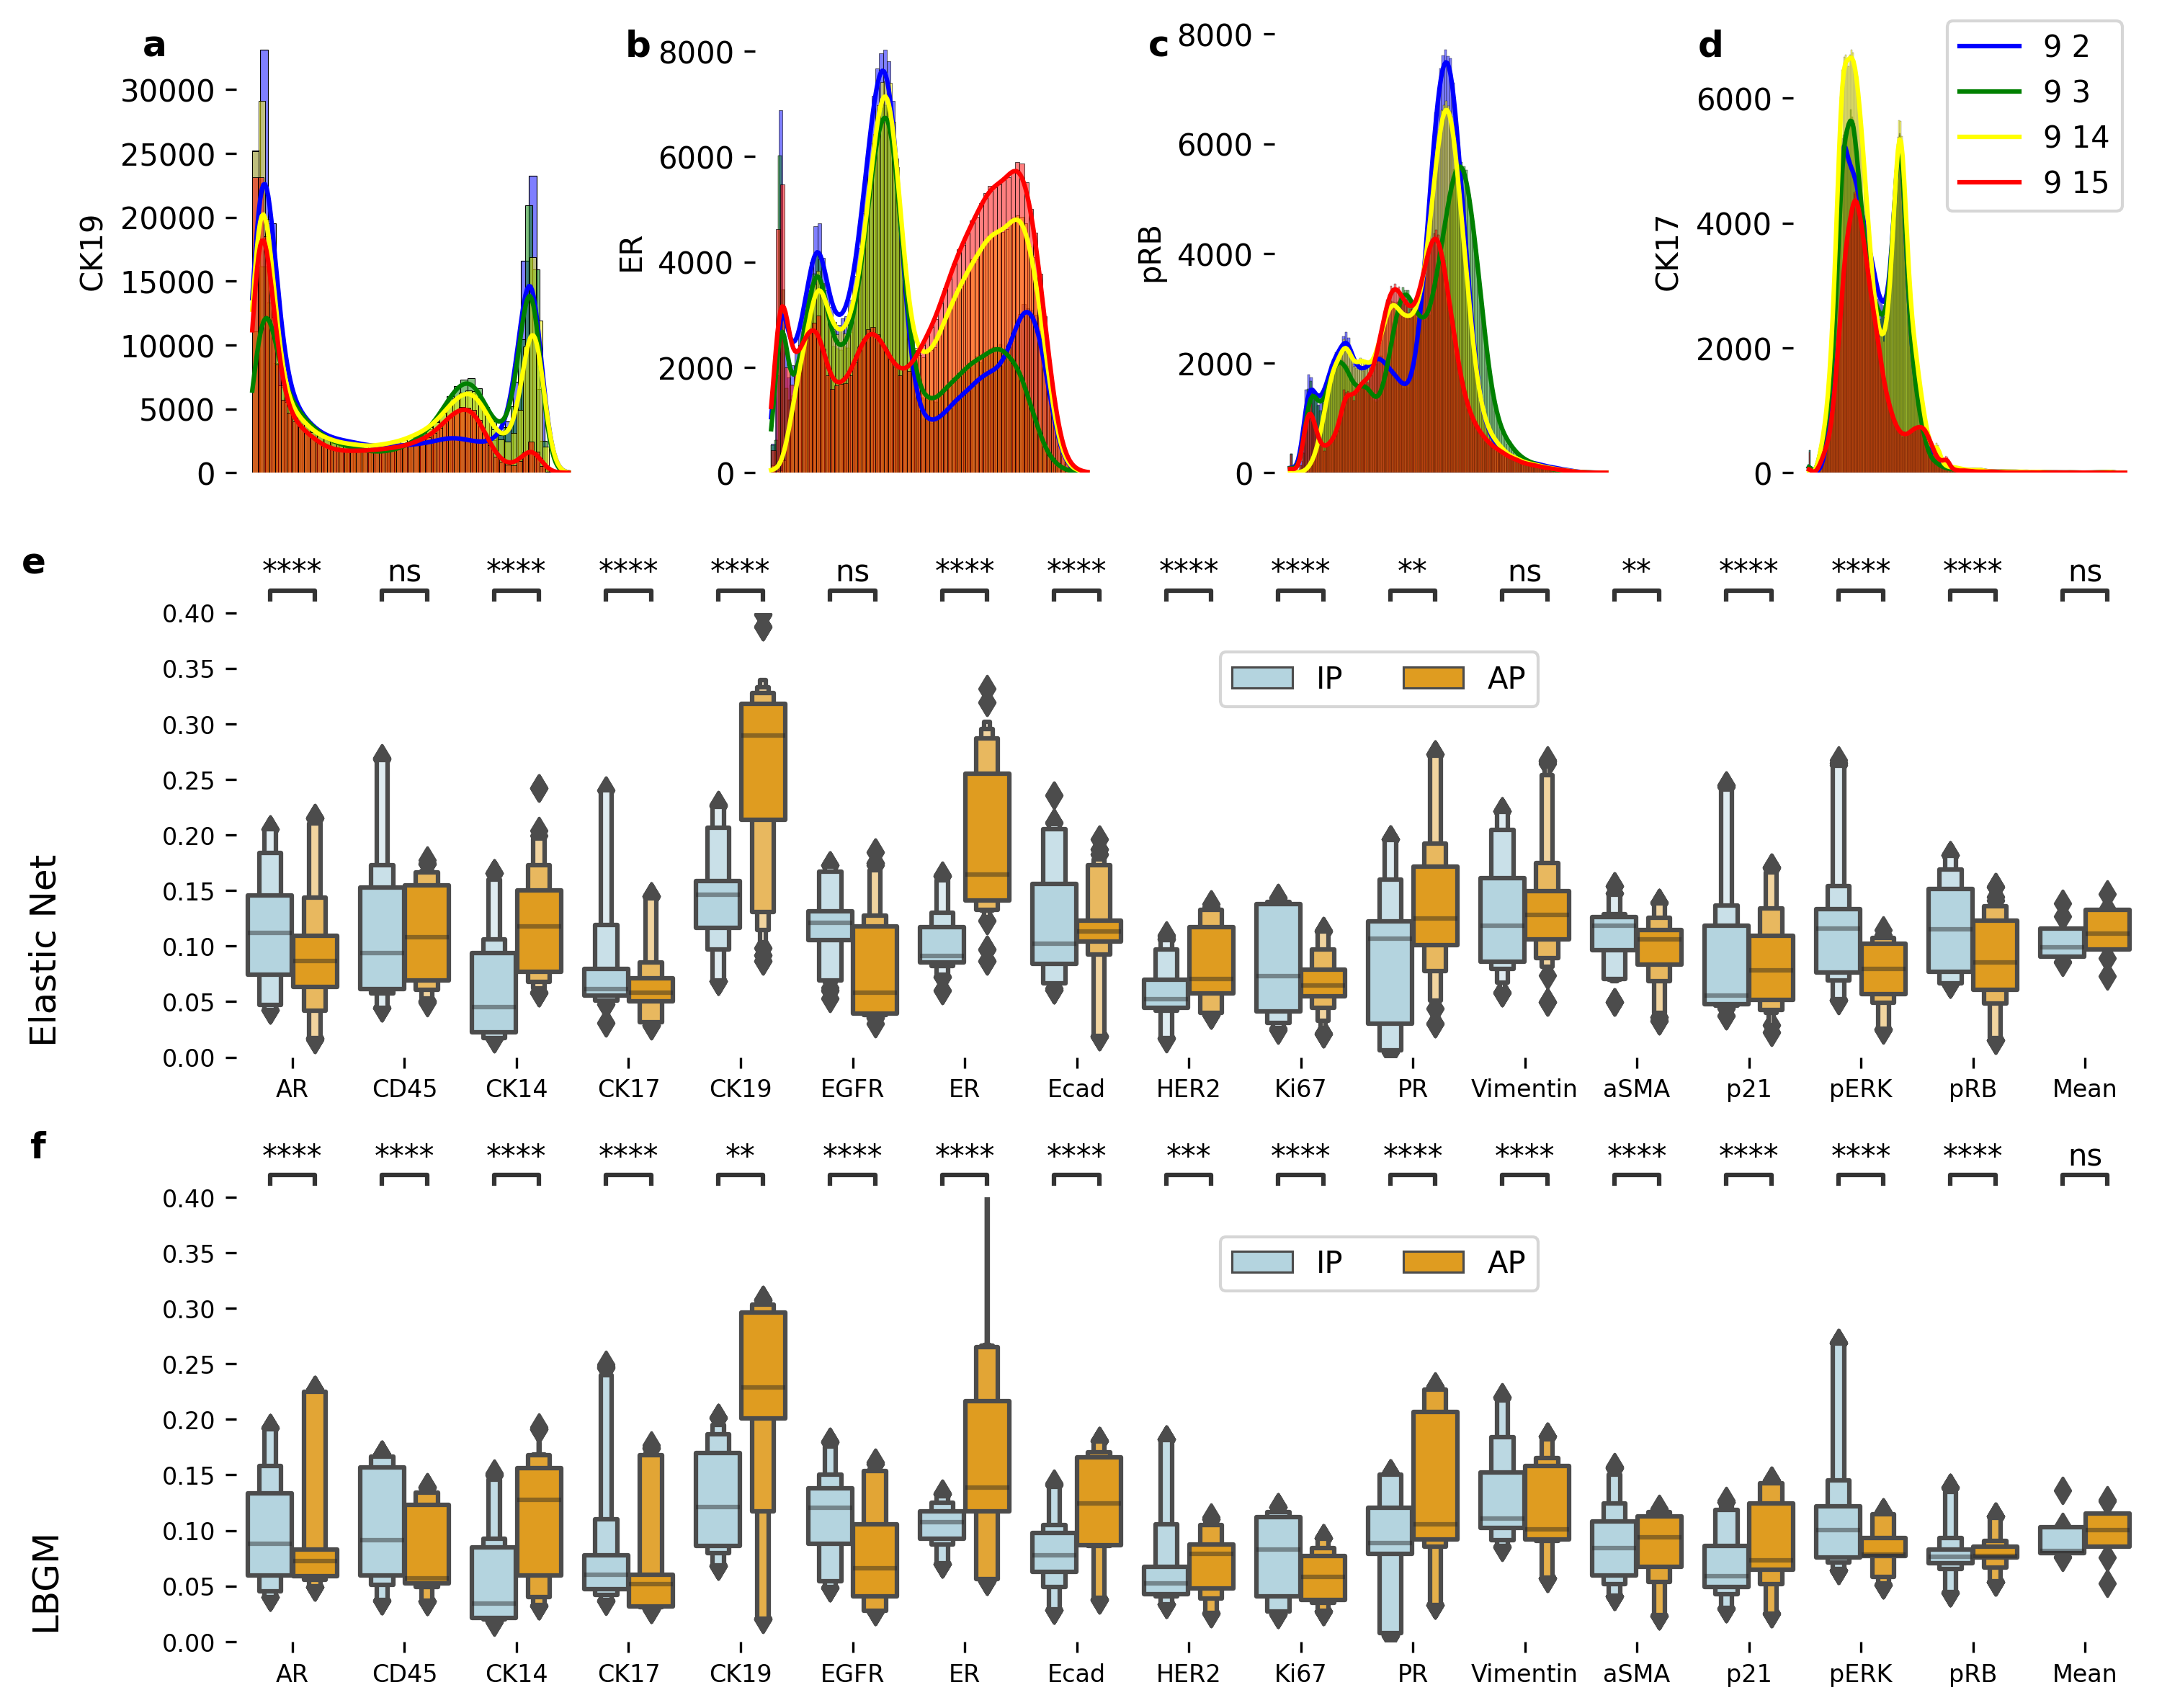 a
CK19
30000
25000
20000
15000
10000
5000
0
b
ER
8000
6000
4000
2000
0
c
pRB
8000
6000
4000
2000
0
d
CK17
6000
4000
2000
0
9 2
9 3
9 14
9 15
e
**** ns **** **** **** ns **** **** **** **** ** ns ** **** **** **** ns
Elastic Net
0.40
0.35
0.30
0.25
0.20
0.15
0.10
0.05
0.00
IP AP
AR CD45 CK14 CK17 CK19 EGFR ER Ecad HER2 Ki67 PR Vimentin aSMA p21 pERK pRB Mean
f
**** **** **** **** ** **** **** **** *** **** **** **** **** **** **** **** ns
LBGM
0.40
0.35
0.30
0.25
0.20
0.15
0.10
0.05
0.00
IP AP
AR CD45 CK14 CK17 CK19 EGFR ER Ecad HER2 Ki67 PR Vimentin aSMA p21 pERK pRB Mean